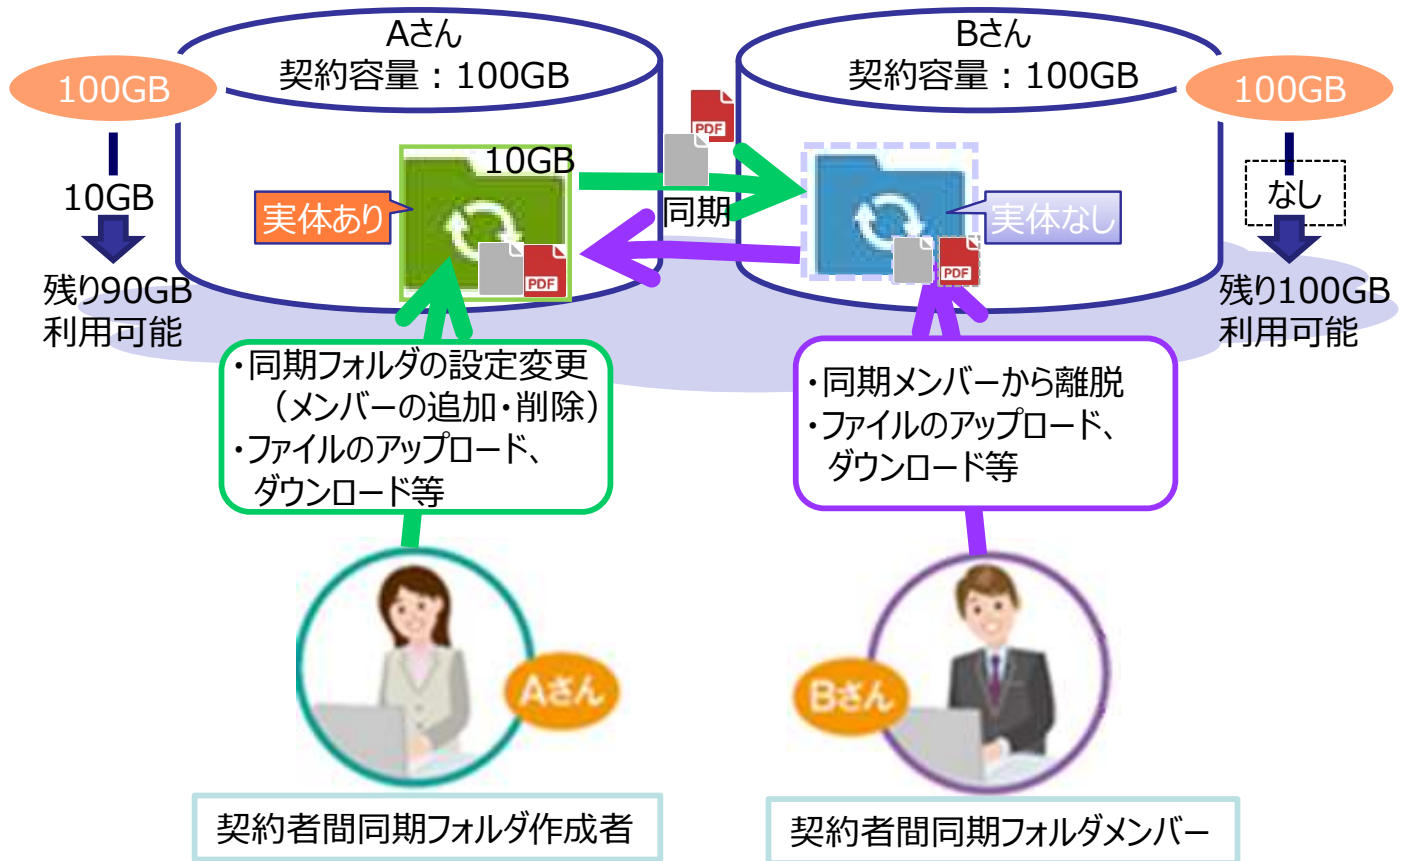 Aさん
契約容量：100GB
Bさん
契約容量：100GB
100GB
100GB
PDF
10GB
10GB
実体あり
同期
実体なし
なし
PDF
PDF
残り90GB
利用可能
残り100GB
利用可能
・同期フォルダの設定変更
（メンバーの追加・削除）
・ファイルのアップロード、
ダウンロード等
・同期メンバーから離脱
・ファイルのアップロード、
ダウンロード等
Aさん
Bさん
契約者間同期フォルダ作成者
契約者間同期フォルダメンバー